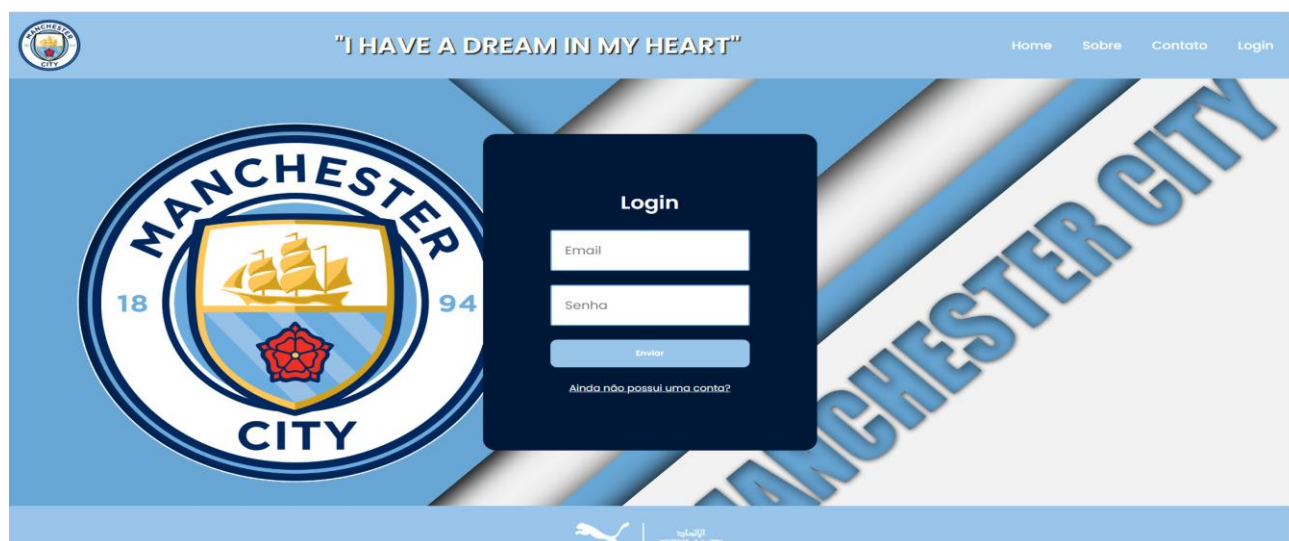 MANCHESTER
CITY
"I HAVE A DREAM IN MY HEART"
Home Sobre Contato Login
MANCHESTER
18 94
CITY
Login
Email
Senha
Enviar
Ainda não possui uma conta?
MANCHESTER CITY